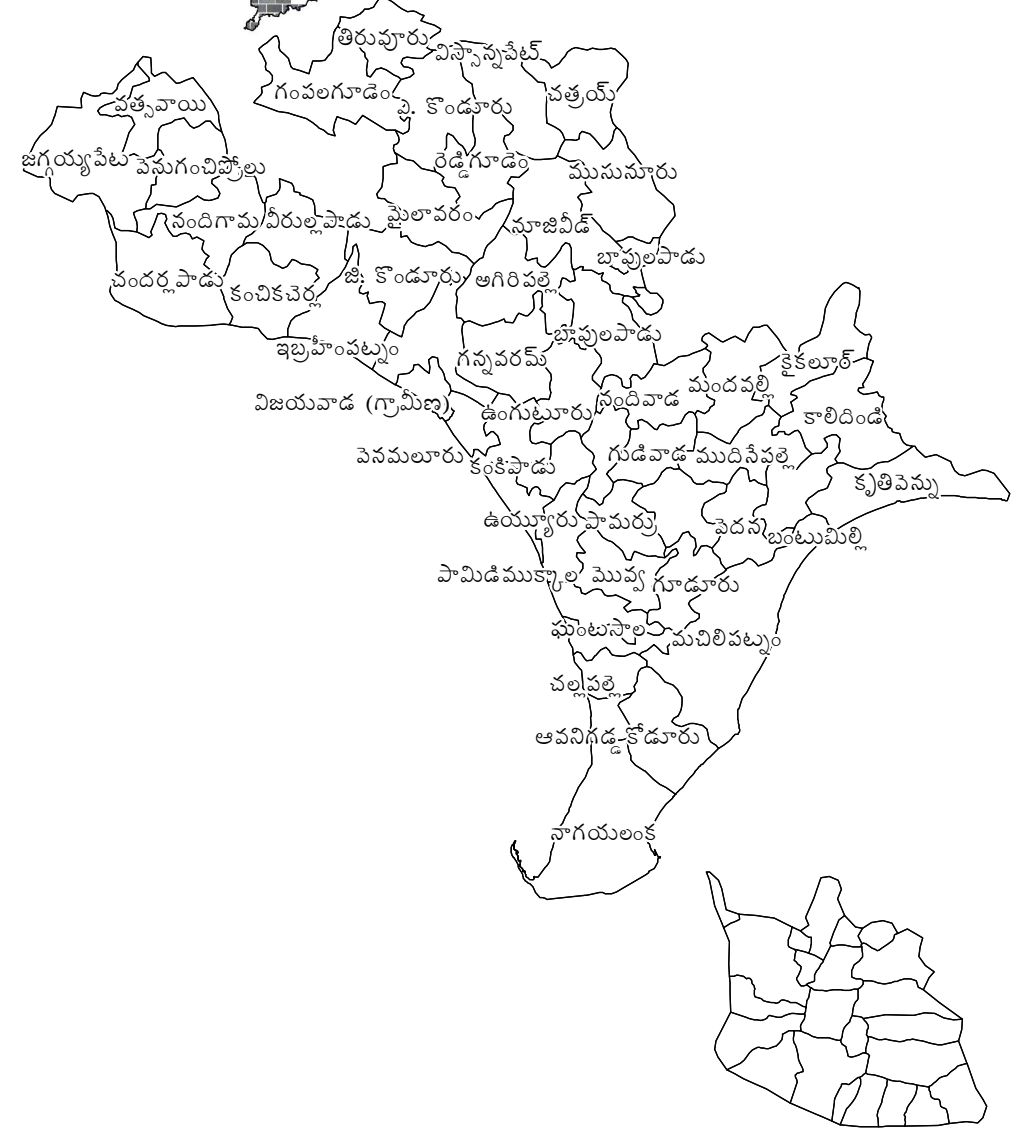 తిరువూరు
విస్సాన్నపేట్
గంపలగూడెం
చత్రయ్
వత్సవాయి
ఎ. కొండూరు
జగ్గయ్యపేట
పెనుగంచిప్రోలు
రెడ్డిగూడెం
ముసునూరు
నందిగామ
వీరుల్లపాడు
మైలావరం
నూజివీడ్
బాపులపాడు
చందర్లపాడు
కంచికచెర్ల
జి. కొండూరు
అగిరిపల్లె
బాపులపాడు
ఇబ్రహీంపట్నం
గన్నవరమ్
కైకలూర్
మందవల్లి
విజయవాడ (గ్రామీణ)
ఉంగుటూరు
నందివాడ
కాలిదిండి
పెనమలూరు
కంకిపాడు
గుడివాడ
ముదినేపల్లె
కృతివెన్ను
ఉయ్యూరు
పామర్రు
పెదన
బంటుమిల్లి
పామిడిముక్కాల
మొవ్వ
గూడూరు
ఘంటసాల
మచిలిపట్నం
చల్లపల్లె
ఆవనిగడ్డ
కోడూరు
నాగయలంక